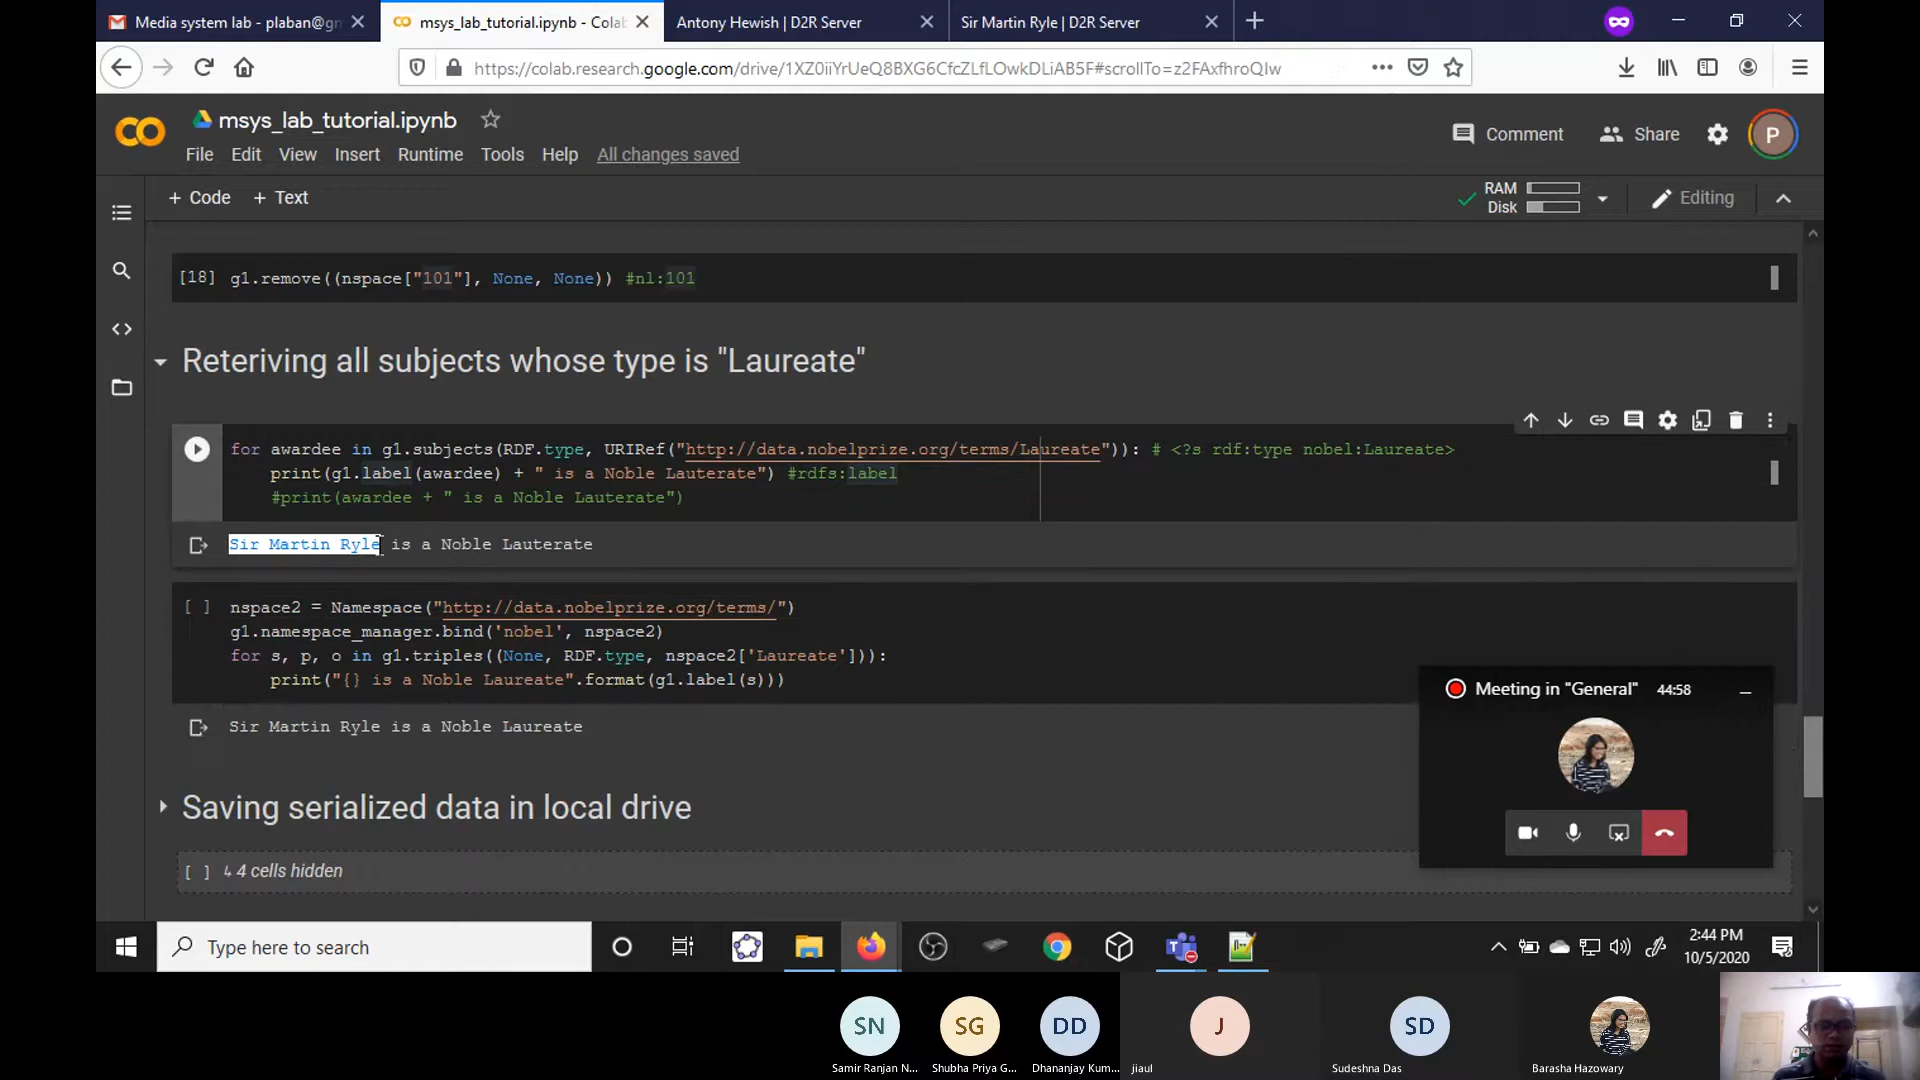 Media system lab - plaban@gm
msys_lab_tutorial.ipynb - Colab
Antony Hewish | D2R Server
Sir Martin Ryle | D2R Server
https://colab.research.google.com/drive/1XZ0iiYrUeQ8BXG6CfcZLfLOwkDLiAB5F#scrollTo=z2FAxfhroQIw
msys_lab_tutorial.ipynb
Comment
Share
P
File Edit View Insert Runtime Tools Help All changes saved
+ Code + Text
RAM
Disk
Editing
[18] g1.remove((nspace["101"], None, None)) #nl:101
Reteriving all subjects whose type is "Laureate"
for awardee in g1.subjects(RDF.type, URIRef("http://data.nobelprize.org/terms/Laureate")): # <?s rdf:type nobel:Laureate>
print(g1.label(awardee) + " is a Noble Lauterate") #rdfs:label
#print(awardee + " is a Noble Lauterate")
Sir Martin Ryle is a Noble Lauterate
[ ] nspace2 = Namespace("http://data.nobelprize.org/terms/")
g1.namespace_manager.bind('nobel', nspace2)
for s, p, o in g1.triples((None, RDF.type, nspace2['Laureate'])):
print("{} is a Noble Laureate".format(g1.label(s)))
Sir Martin Ryle is a Noble Laureate
Meeting in "General" 44:58
Saving serialized data in local drive
[ ] ↳ 4 cells hidden
Type here to search
2:44 PM
10/5/2020
SN
SG
DD
J
SD
Samir Ranjan N...
Shubha Priya G...
Dhananjay Kum...
jiaul
Sudeshna Das
Barasha Hazowary